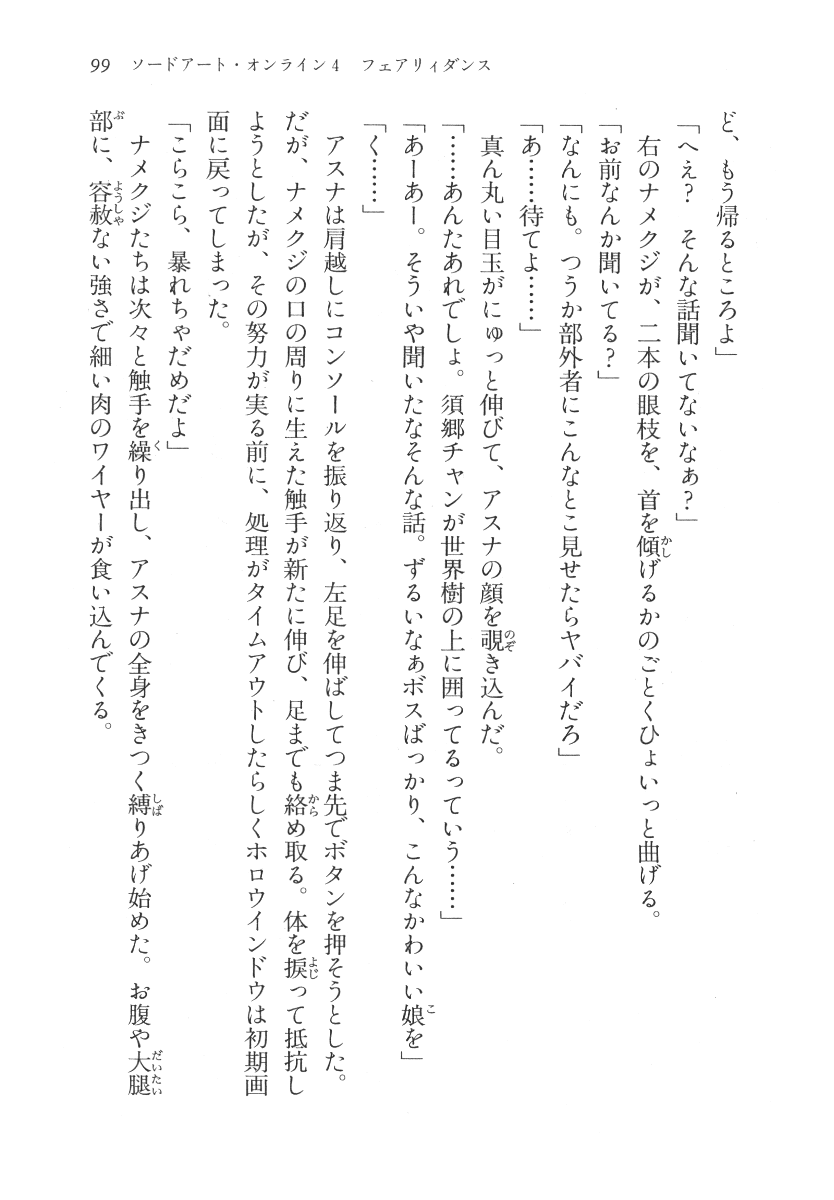 99 ソードアート・オンライン4 フェアリィダンス
ど、もう帰るところよ」
「へえ? そんな話聞いてないなぁ?」
右のナメクジが、二本の眼枝を、首を傾げるかのごとくひょいっと曲げる。
「お前なんか聞いてる?」
「なんにも。つうか部外者にこんなとこ見せたらヤバイだろ」
「あ……待てよ……」
真ん丸い目玉がにゅっと伸びて、アスナの顔を覗き込んだ。
「……あんたあれでしょ。須郷チャンが世界樹の上に囲ってるっていう……」
「あーあー。そういや聞いたなそんな話。ずるいなぁボスばっかり、こんなかわいい娘を」
「く……」
アスナは肩越しにコンソールを振り返り、左足を伸ばしてつま先でボタンを押そうとした。
だが、ナメクジの口の周りに生えた触手が新たに伸び、足までも絡め取る。体を捩って抵抗し
ようとしたが、その努力が実る前に、処理がタイムアウトしたらしくホロウインドウは初期画
面に戻ってしまった。
「こらこら、暴れちゃだめだよ」
ナメクジたちは次々と触手を繰り出し、アスナの全身をきつく縛りあげ始めた。お腹や大腿
部に、容赦ない強さで細い肉のワイヤーが食い込んでくる。